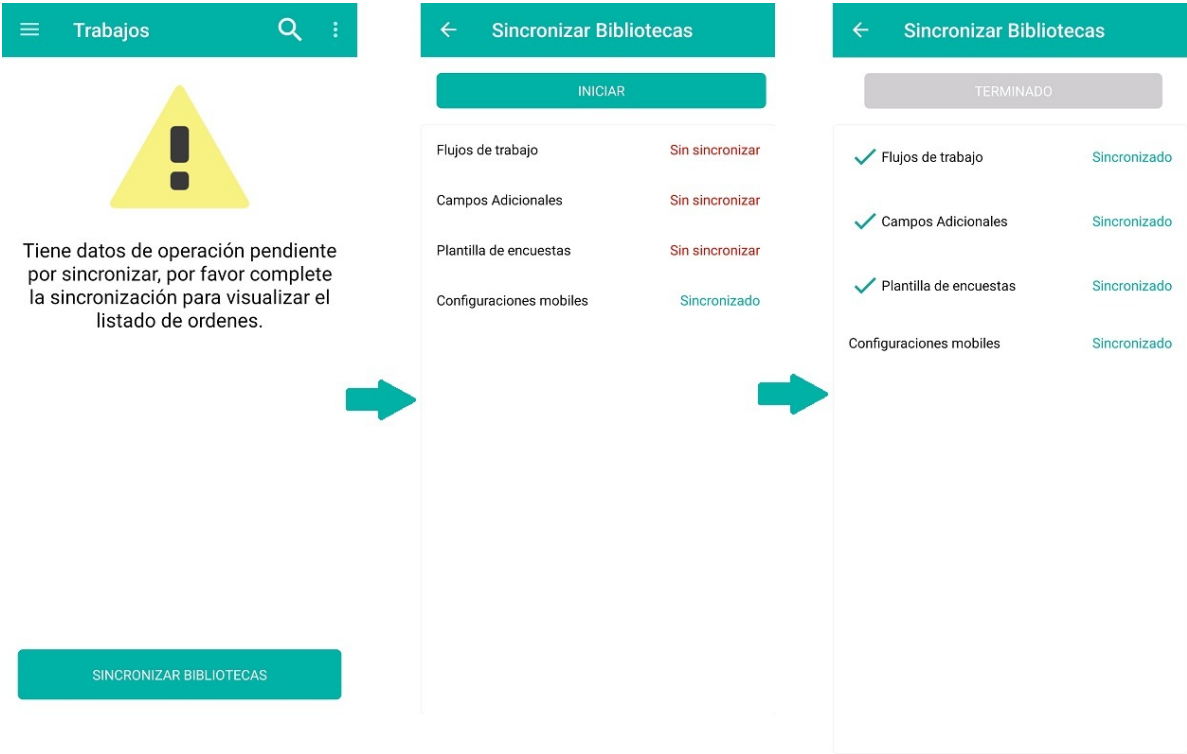 Trabajos
Tiene datos de operación pendiente
por sincronizar, por favor complete
la sincronización para visualizar el
listado de ordenes.
SINCRONIZAR BIBLIOTECAS
Sincronizar Bibliotecas
INICIAR
Flujos de trabajo Sin sincronizar
Campos Adicionales Sin sincronizar
Plantilla de encuestas Sin sincronizar
Configuraciones mobiles Sincronizado
Sincronizar Bibliotecas
TERMINADO
Flujos de trabajo Sincronizado
Campos Adicionales Sincronizado
Plantilla de encuestas Sincronizado
Configuraciones mobiles Sincronizado